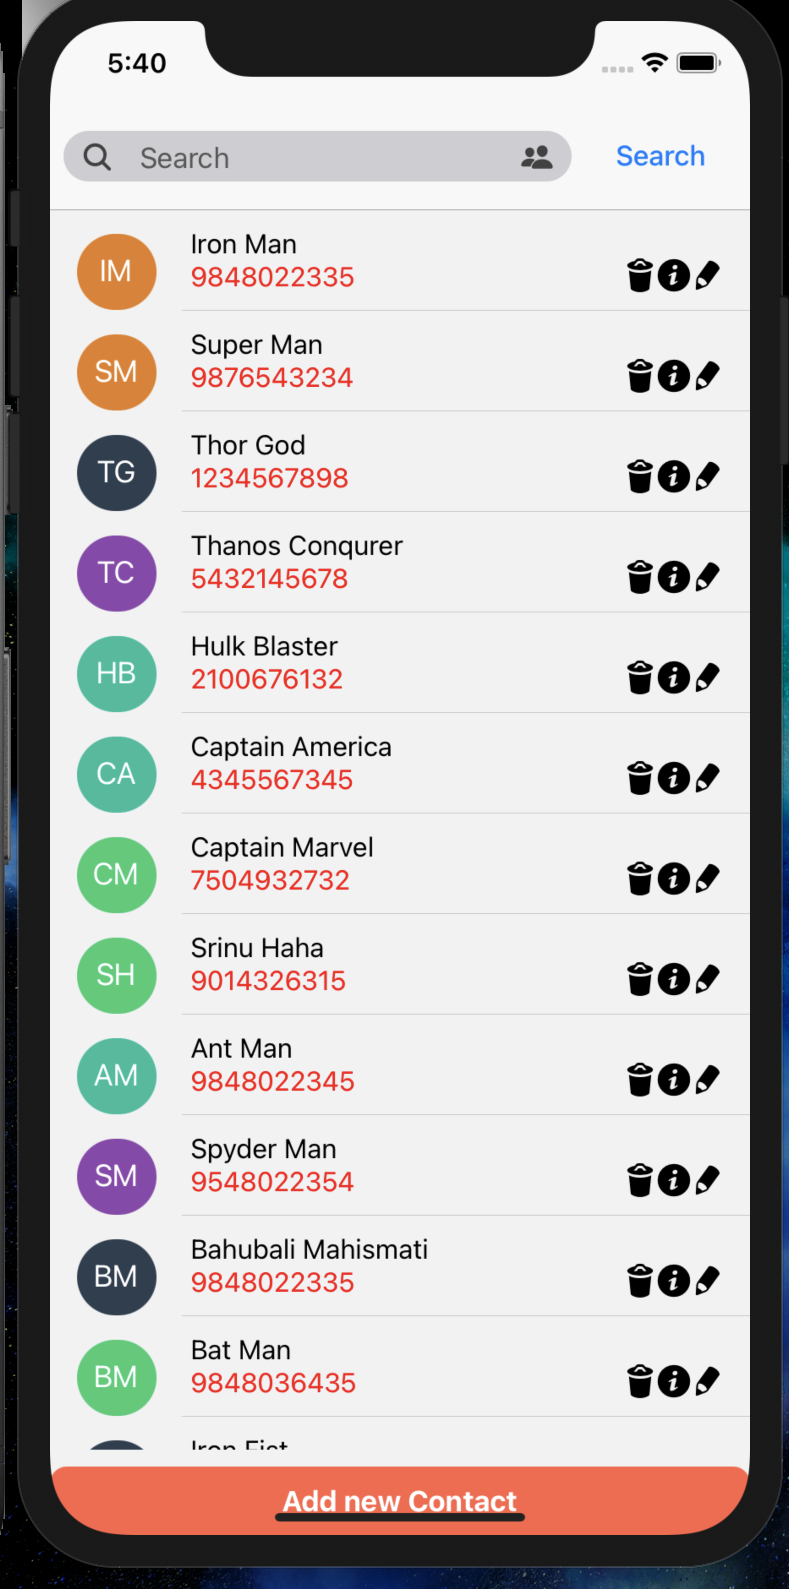 5:40
Search
Search
IM
Iron Man
9848022335
SM
Super Man
9876543234
TG
Thor God
1234567898
TC
Thanos Conqurer
5432145678
HB
Hulk Blaster
2100676132
CA
Captain America
4345567345
CM
Captain Marvel
7504932732
SH
Srinu Haha
9014326315
AM
Ant Man
9848022345
SM
Spyder Man
9548022354
BM
Bahubali Mahismati
9848022335
BM
Bat Man
9848036435
Iron Fist
Add new Contact